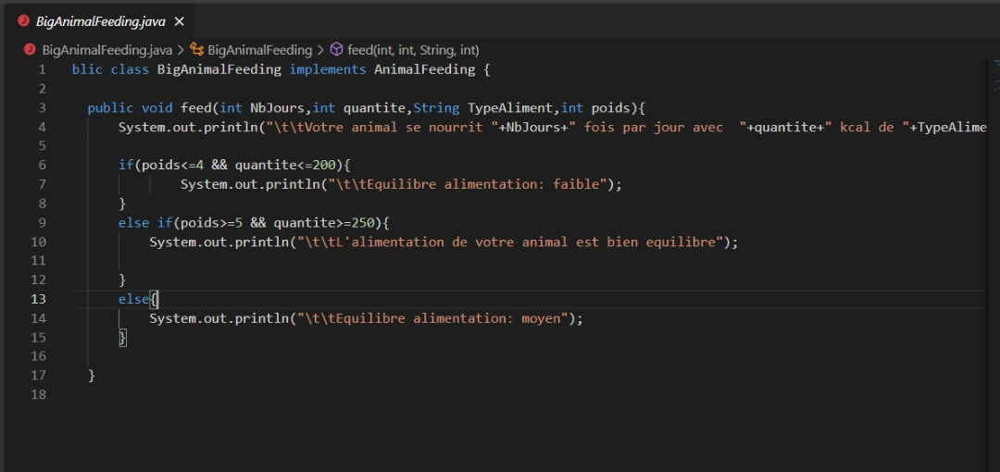 BigAnimalFeeding.java ×
BigAnimalFeeding.java > BigAnimalFeeding > feed(int, int, String, int)
1 blic class BigAnimalFeeding implements AnimalFeeding {
2
3 public void feed(int NbJours,int quantite,String TypeAliment,int poids){
4 System.out.println("\t\tVotre animal se nourrit "+NbJours+" fois par jour avec  "+quantite+" kcal de "+TypeAlime
5
6 if(poids<=4 && quantite<=200){
7 System.out.println("\t\tEquilibre alimentation: faible");
8 }
9 else if(poids>=5 && quantite>=250){
10 System.out.println("\t\tL'alimentation de votre animal est bien equilibre");
11
12 }
13 else{
14 System.out.println("\t\tEquilibre alimentation: moyen");
15 }
16
17 }
18